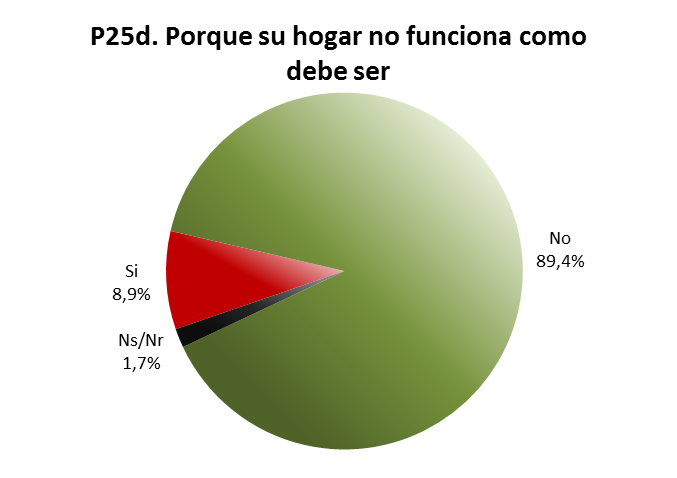 P25d. Porque su hogar no funciona como
debe ser
No
89,4%
Si
8,9%
Ns/Nr
1,7%